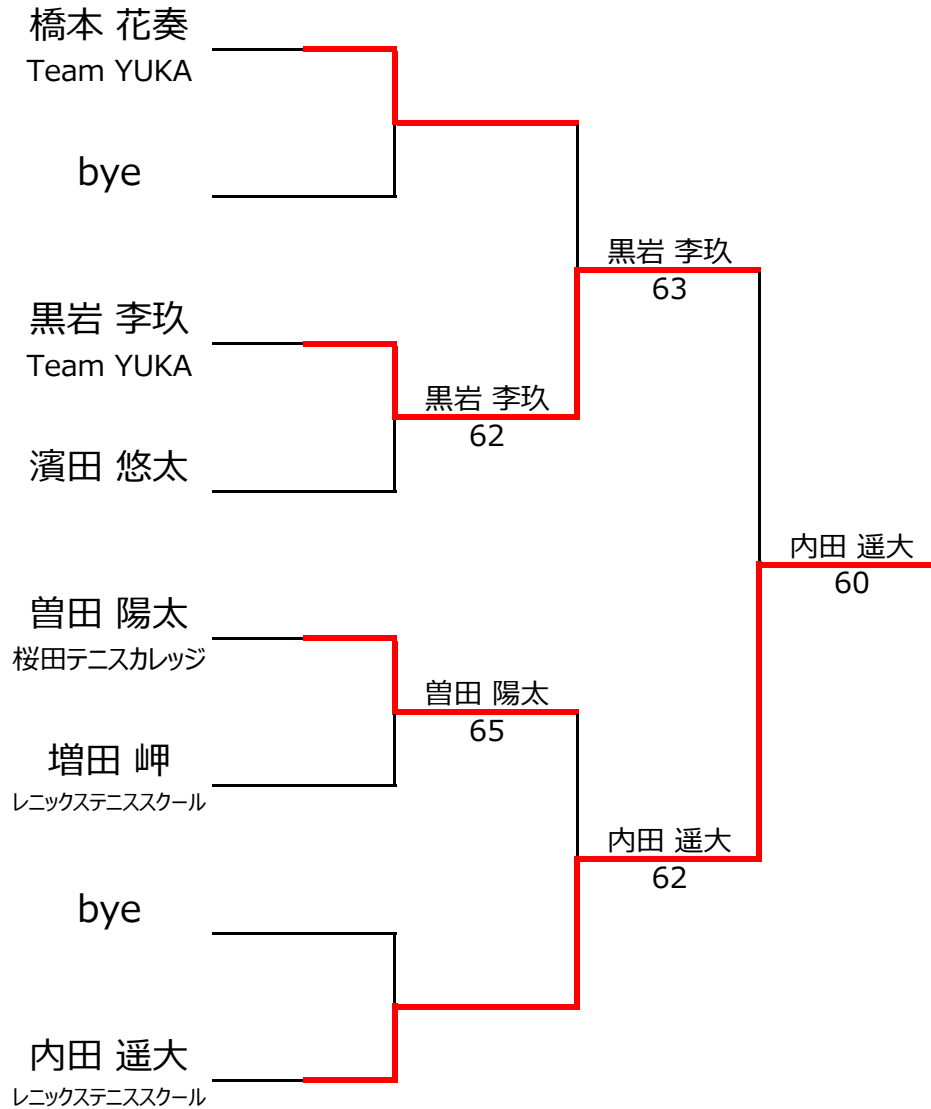 橋本 花奏
Team YUKA
bye
黒岩 李玖
63
黒岩 李玖
Team YUKA
黒岩 李玖
62
濱田 悠太
内田 遥大
60
曽田 陽太
桜田テニスカレッジ
曽田 陽太
65
増田 岬
レニックステニススクール
内田 遥大
62
bye
内田 遥大
レニックステニススクール